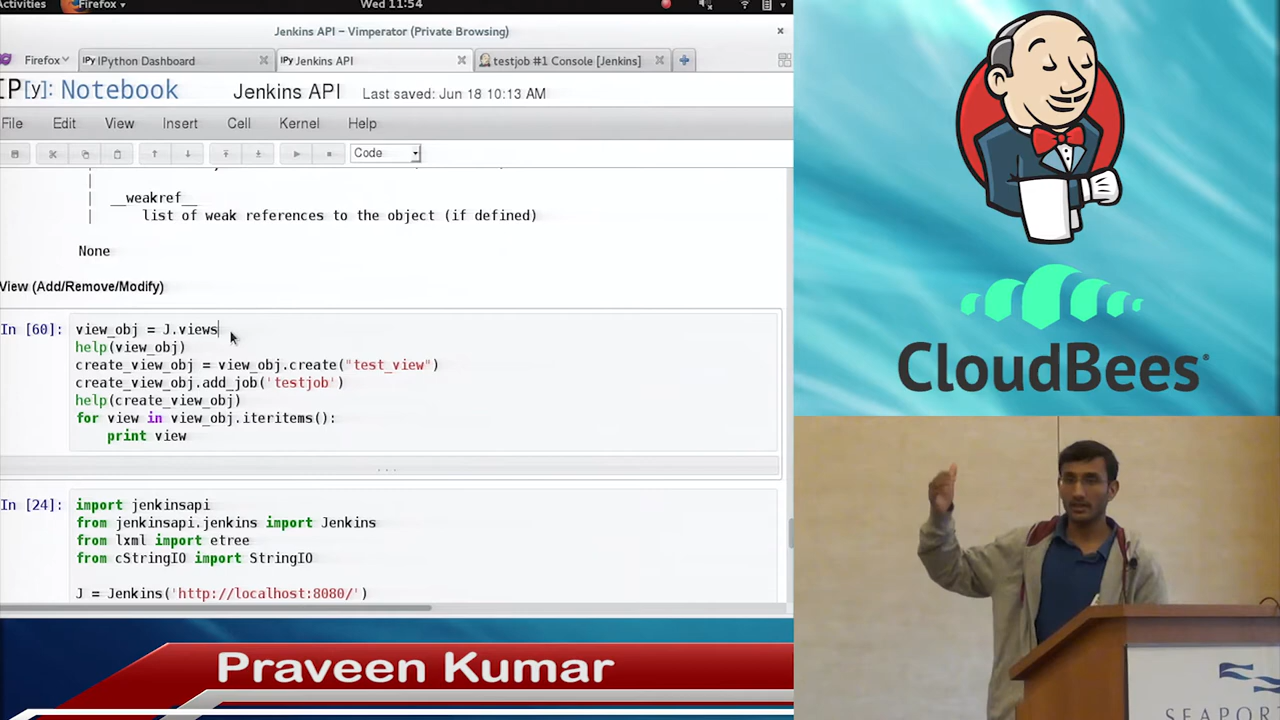 Activities
Firefox
Wed 11:54
Jenkins API – Vimperator (Private Browsing)
Firefox
IP[y] IPython Dashboard
IP[y] Jenkins API
testjob #1 Console [Jenkins]
IP[y]: Notebook
Jenkins API
Last saved: Jun 18 10:13 AM
File Edit View Insert Cell Kernel Help
Code
__weakref__
list of weak references to the object (if defined)
None
View (Add/Remove/Modify)
In [60]: view_obj = J.views
help(view_obj)
create_view_obj = view_obj.create("test_view")
create_view_obj.add_job('testjob')
help(create_view_obj)
for view in view_obj.iteritems():
print view
...
In [24]: import jenkinsapi
from jenkinsapi.jenkins import Jenkins
from lxml import etree
from cStringIO import StringIO
J = Jenkins('http://localhost:8080/')
Praveen Kumar
CloudBees®
SEAPOR